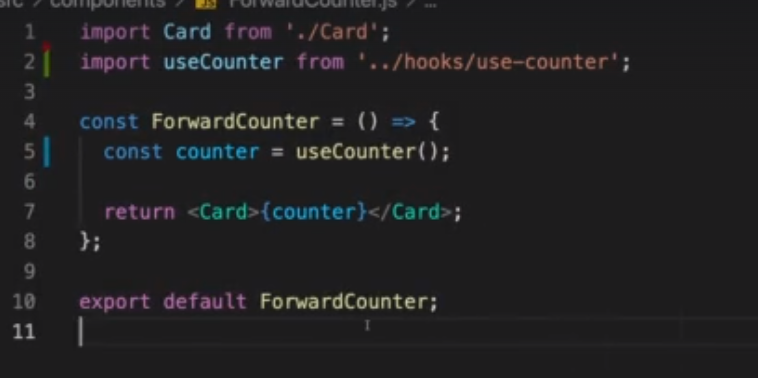 src > components > JS ForwardCounter.js > ...
1 import Card from './Card';
2 import useCounter from '../hooks/use-counter';
3
4 const ForwardCounter = () => {
5 const counter = useCounter();
6
7 return <Card>{counter}</Card>;
8 };
9
10 export default ForwardCounter;
11